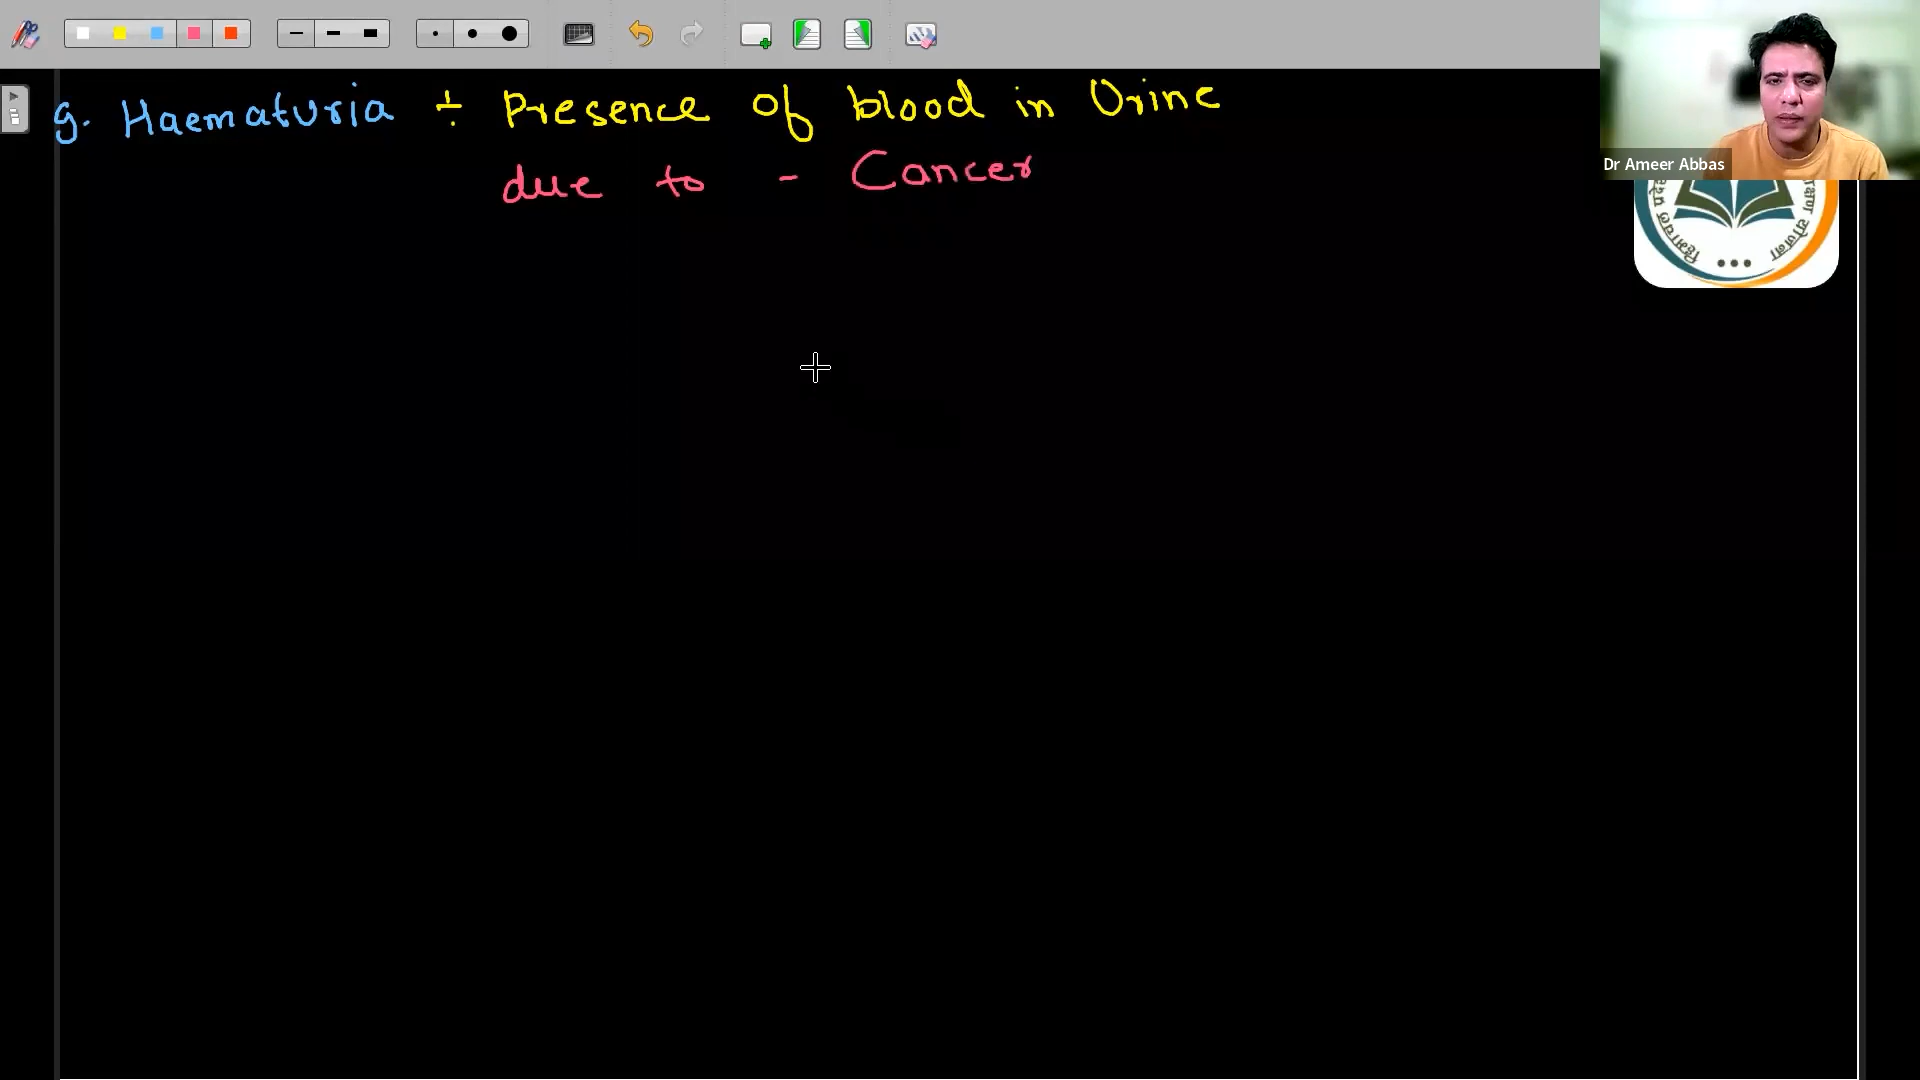 g. Haematuria ÷ Presence of blood in Urine
due to - Cancer
Dr Ameer Abbas